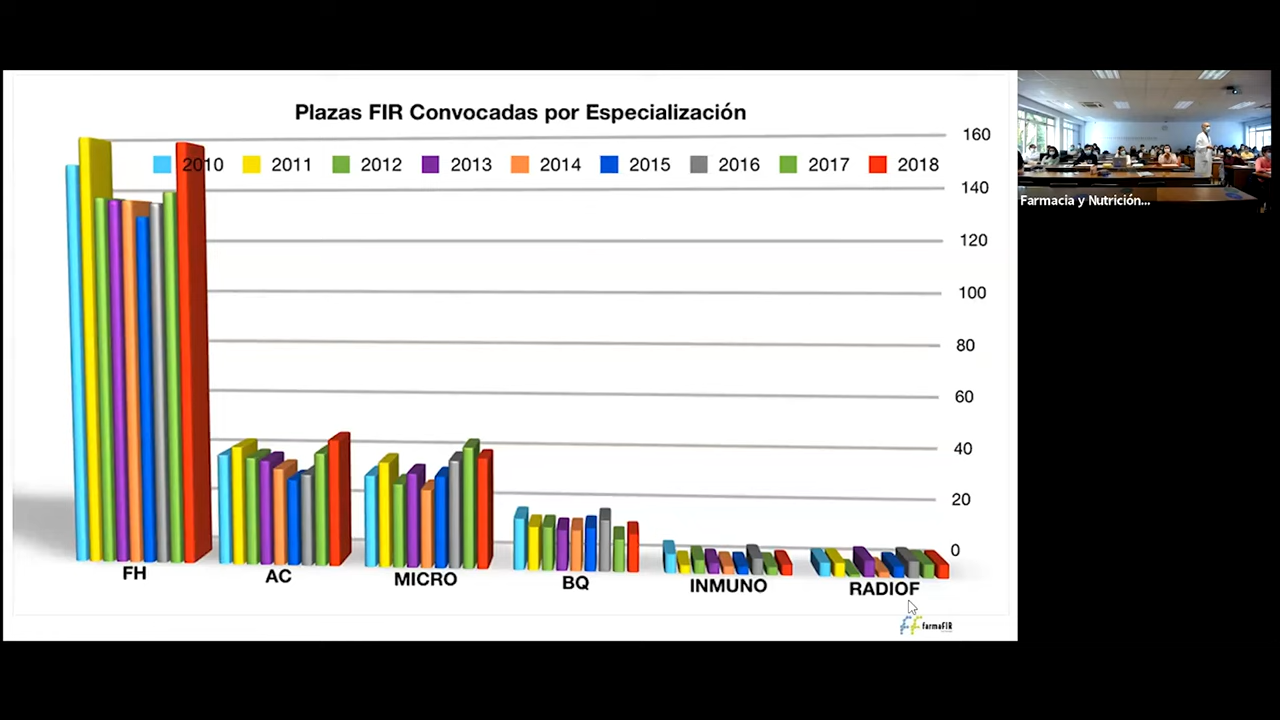 Plazas FIR Convocadas por Especialización
2010 2011 2012 2013 2014 2015 2016 2017 2018
160
140
120
100
80
60
40
20
0
FH AC MICRO BQ INMUNO RADIOF
farmaFIR
Farmacia y Nutrición...